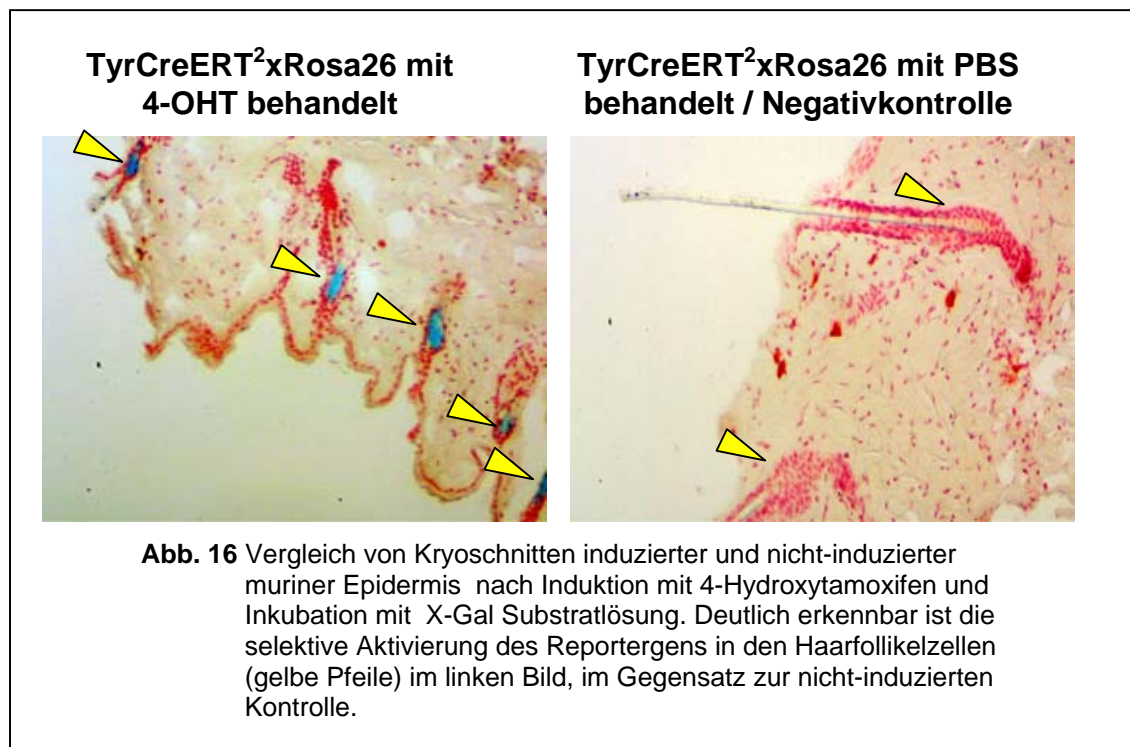 TyrCreERT²xRosa26 mit
4-OHT behandelt
TyrCreERT²xRosa26 mit PBS
behandelt / Negativkontrolle
Abb. 16 Vergleich von Kryoschnitten induzierter und nicht-induzierter
muriner Epidermis nach Induktion mit 4-Hydroxytamoxifen und
Inkubation mit X-Gal Substratlösung. Deutlich erkennbar ist die
selektive Aktivierung des Reportergens in den Haarfollikelzellen
(gelbe Pfeile) im linken Bild, im Gegensatz zur nicht-induzierten
Kontrolle.